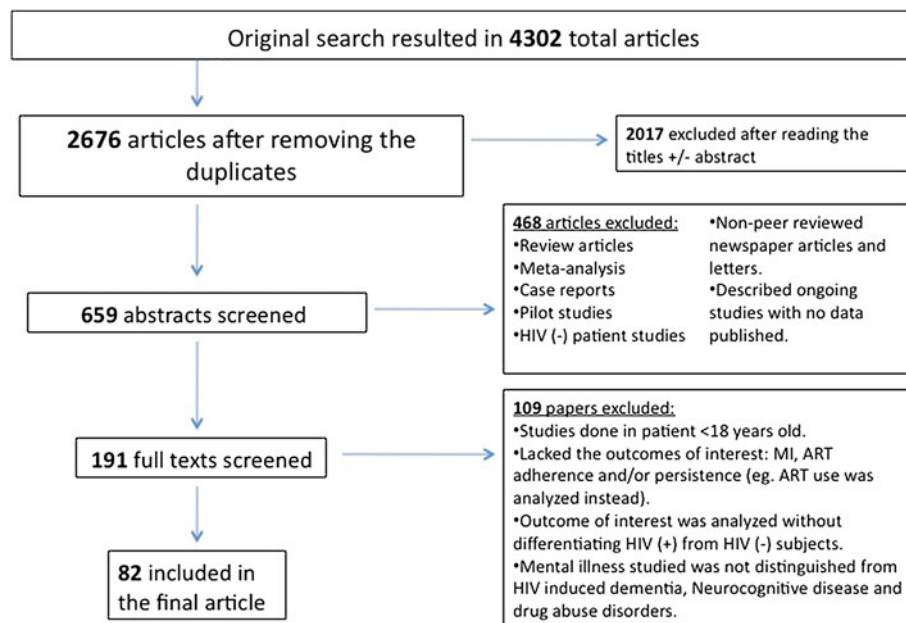 Original search resulted in 4302 total articles
2676 articles after removing the
duplicates
2017 excluded after reading the
titles +/- abstract
659 abstracts screened
468 articles excluded:
•Review articles
•Meta-analysis
•Case reports
•Pilot studies
•HIV (-) patient studies
•Non-peer reviewed
newspaper articles and
letters.
•Described ongoing
studies with no data
published.
191 full texts screened
109 papers excluded:
•Studies done in patient <18 years old.
•Lacked the outcomes of interest: MI, ART
adherence and/or persistence (eg. ART use was
analyzed instead).
•Outcome of interest was analyzed without
differentiating HIV (+) from HIV (-) subjects.
•Mental illness studied was not distinguished from
HIV induced dementia, Neurocognitive disease and
drug abuse disorders.
82 included in
the final article